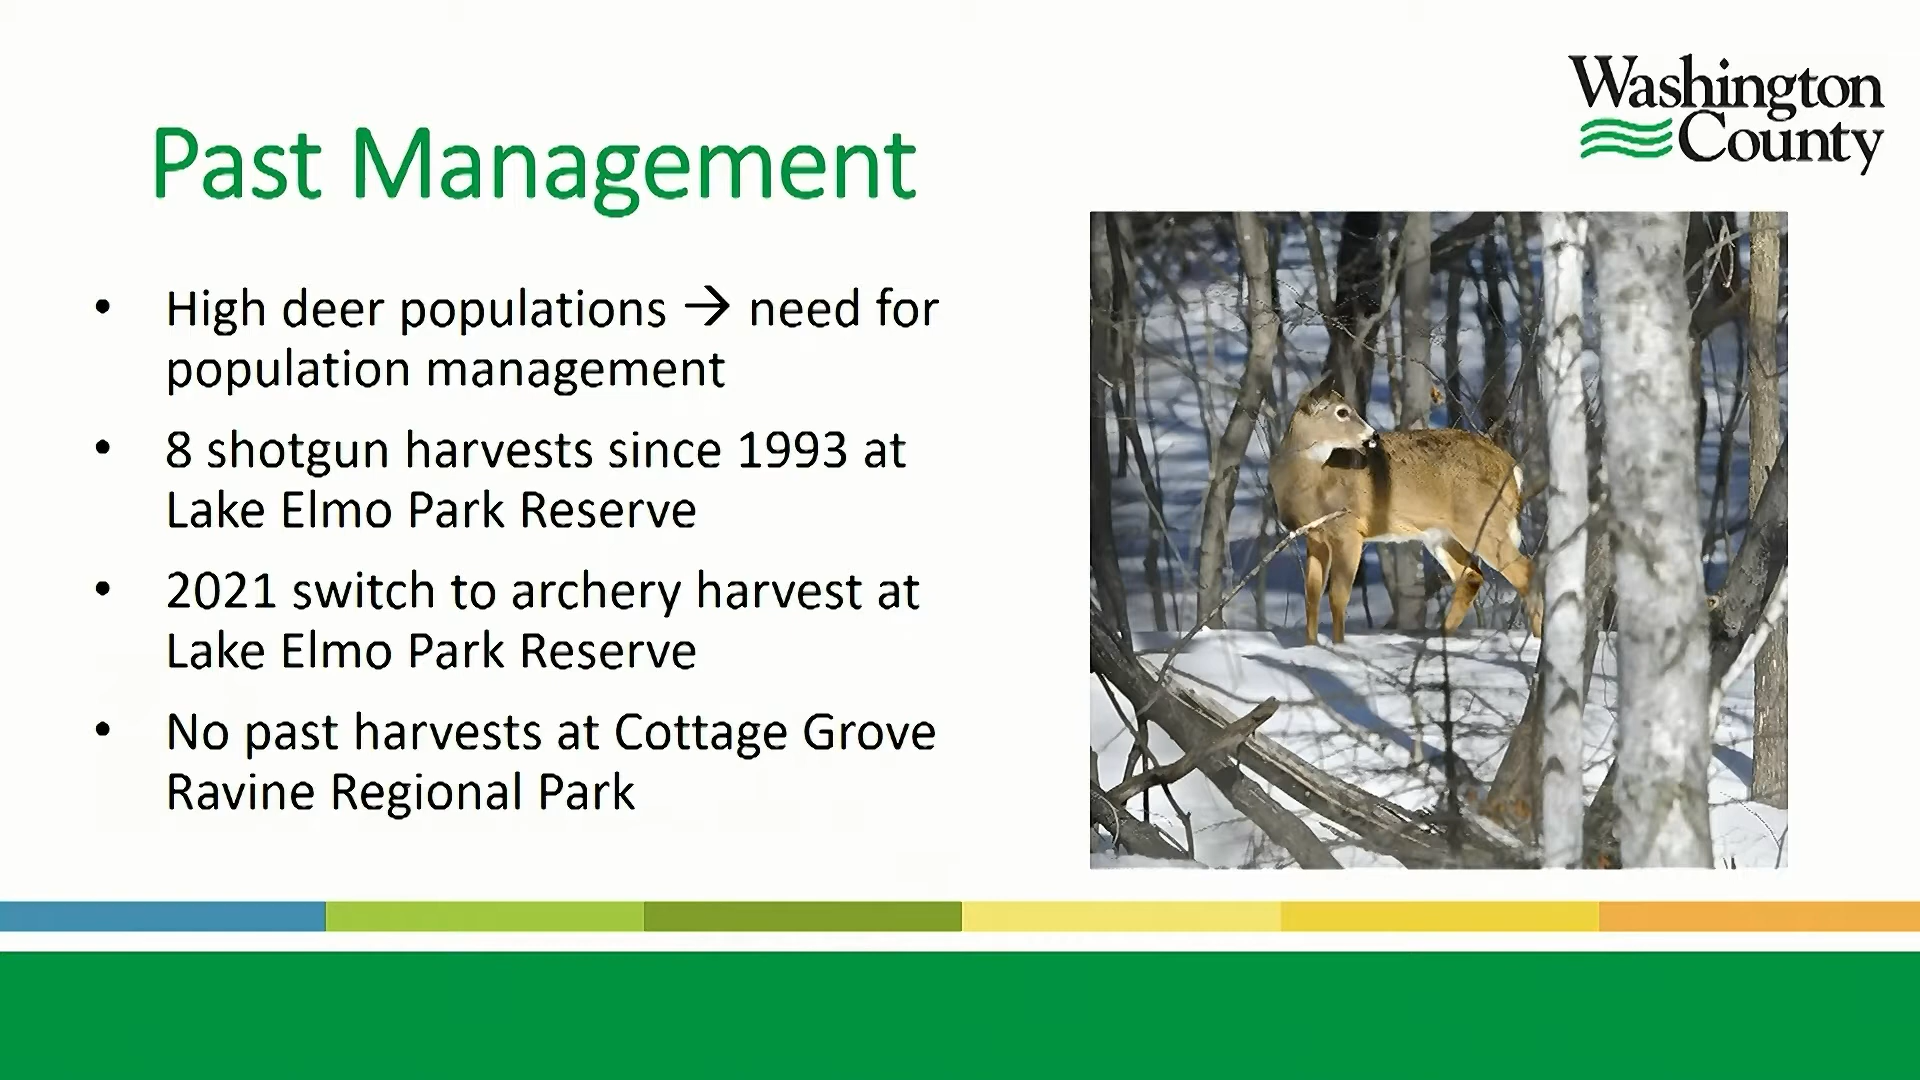 Washington
County
Past Management
• High deer populations → need for
population management
• 8 shotgun harvests since 1993 at
Lake Elmo Park Reserve
• 2021 switch to archery harvest at
Lake Elmo Park Reserve
• No past harvests at Cottage Grove
Ravine Regional Park